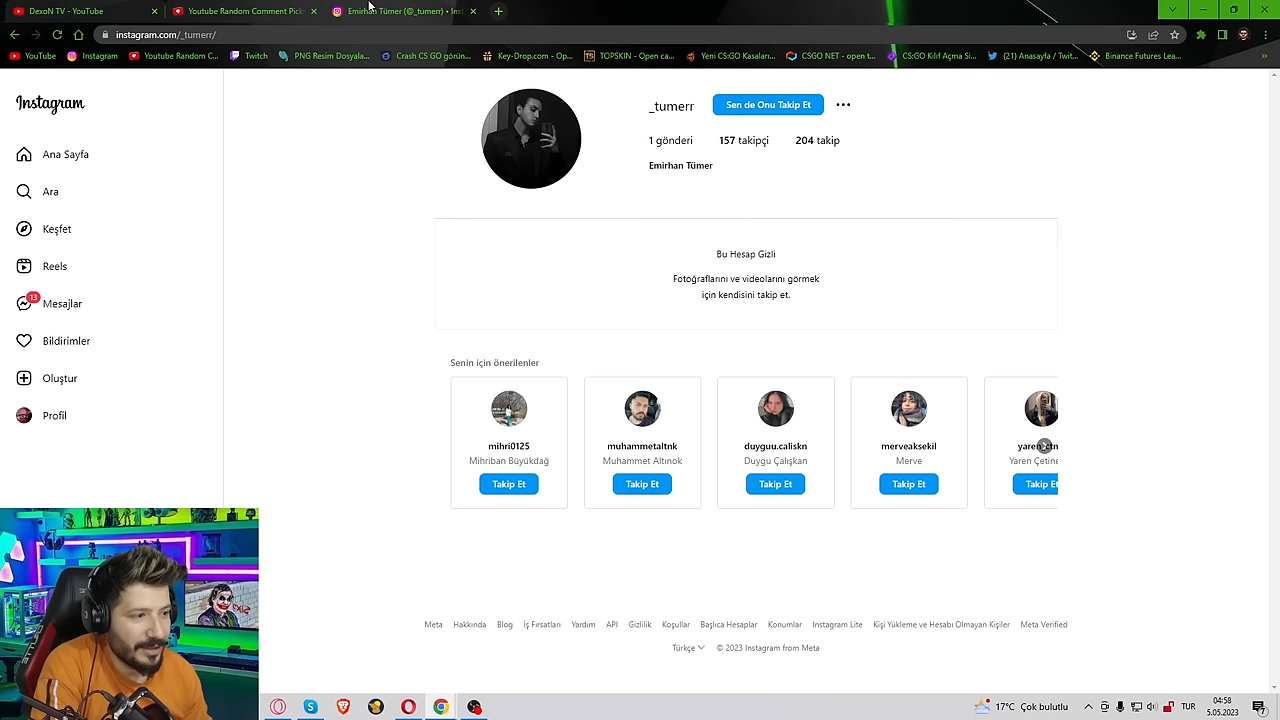 DexoN TV - YouTube
Youtube Random Comment Pick
Emirhan Tümer (@_tumerr) • Inst
instagram.com/_tumerr/
YouTube
Instagram
Youtube Random C...
Twitch
PNG Resim Dosyala...
Crash CS GO görün...
Key-Drop.com - Op...
TOPSKIN - Open ca...
Yeni CS:GO Kasaları...
CSGO NET - open t...
CS:GO Kılıf Açma Si...
(21) Anasayfa / Twit...
Binance Futures Lea...
Instagram
_tumerr
Sen de Onu Takip Et
1 gönderi
157 takipçi
204 takip
Emirhan Tümer
Ana Sayfa
Ara
Keşfet
Reels
13
Mesajlar
Bildirimler
Oluştur
Profil
Bu Hesap Gizli
Fotoğraflarını ve videolarını görmek
için kendisini takip et.
Senin için önerilenler
mihri0125
muhammetaltnk
duyguu.caliskn
merveaksekil
Mihriban Büyükdağ
Muhammet Altınok
Duygu Çalışkan
Merve
Yaren Çetine
Takip Et
Takip Et
Takip Et
Takip Et
Takip Et
Meta
Hakkında
Blog
İş Fırsatları
Yardım
API
Gizlilik
Koşullar
Başlıca Hesaplar
Konumlar
Instagram Lite
Kişi Yükleme ve Hesabı Olmayan Kişiler
Meta Verified
Türkçe
© 2023 Instagram from Meta
17°C Çok bulutlu
TUR
04:58
5.05.2023